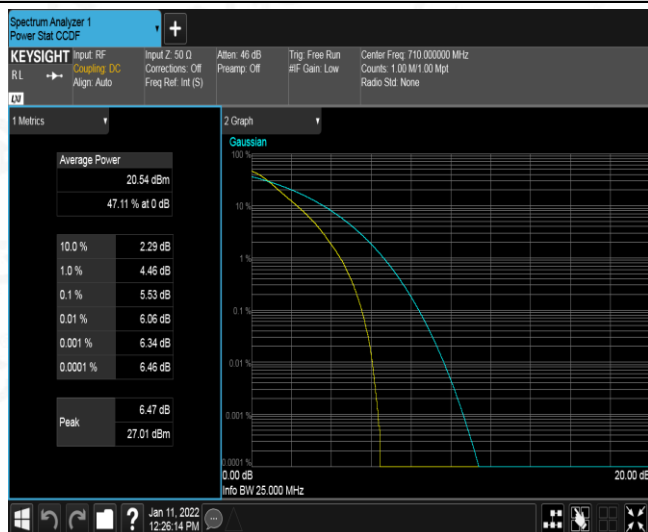 Spectrum Analyzer 1
Power Stat CCDF
+
KEYSIGHT
RL
LXI
Input: RF
Coupling: DC
Align: Auto
Input Z: 50 Ω
Corrections: Off
Freq Ref: Int (S)
Atten: 46 dB
Preamp: Off
Trig: Free Run
#IF Gain: Low
Center Freq: 710.000000 MHz
Counts: 1.00 M/1.00 Mpt
Radio Std: None
1 Metrics
Average Power
20.54 dBm
47.11 % at 0 dB
10.0 % 2.29 dB
1.0 % 4.46 dB
0.1 % 5.53 dB
0.01 % 6.06 dB
0.001 % 6.34 dB
0.0001 % 6.46 dB
Peak
6.47 dB
27.01 dBm
2 Graph
Gaussian
100 %
10 %
1 %
0.1 %
0.01 %
0.001 %
0.0001 %
0.00 dB
20.00 dB
Info BW 25.000 MHz
?
Jan 11, 2022
12:26:14 PM